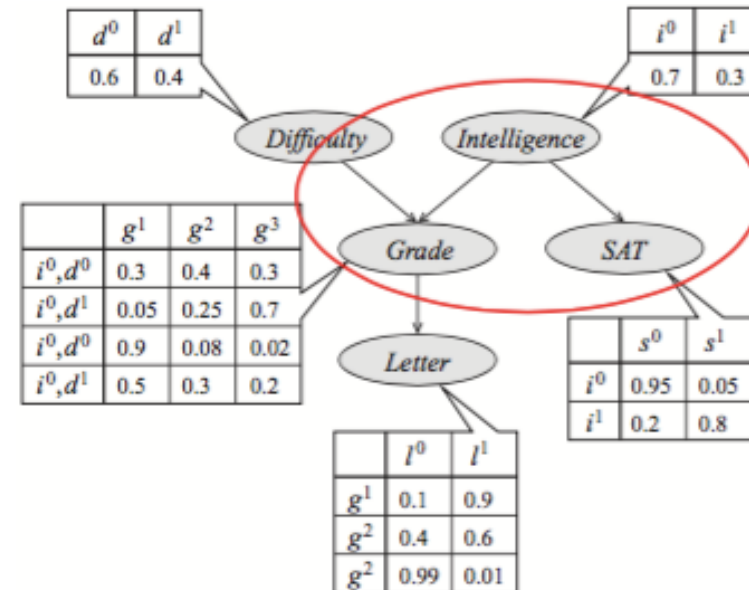 d⁰ d¹
0.6 0.4
i⁰ i¹
0.7 0.3
Difficulty
Intelligence
g¹ g² g³
i⁰,d⁰ 0.3 0.4 0.3
i⁰,d¹ 0.05 0.25 0.7
i⁰,d⁰ 0.9 0.08 0.02
i⁰,d¹ 0.5 0.3 0.2
Grade
SAT
s⁰ s¹
i⁰ 0.95 0.05
i¹ 0.2 0.8
Letter
l⁰ l¹
g¹ 0.1 0.9
g² 0.4 0.6
g² 0.99 0.01